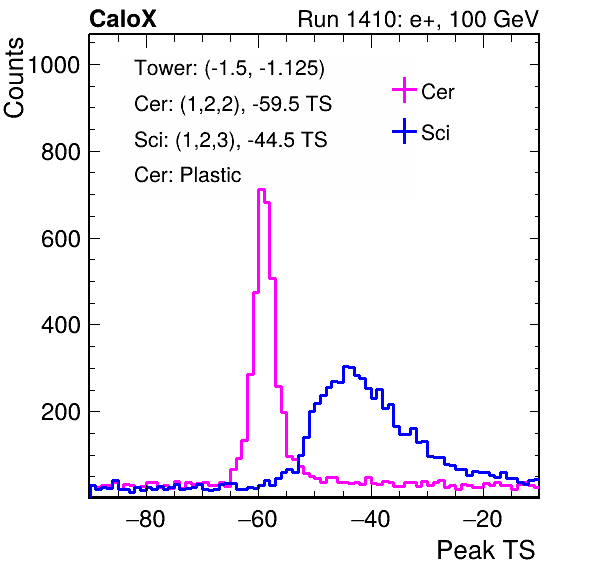 CaloX Run 1410: e+, 100 GeV
Counts
1000
800
600
400
200
Tower: (-1.5, -1.125)
Cer: (1,2,2), -59.5 TS
Sci: (1,2,3), -44.5 TS
Cer: Plastic
Cer
Sci
−80 −60 −40 −20
Peak TS